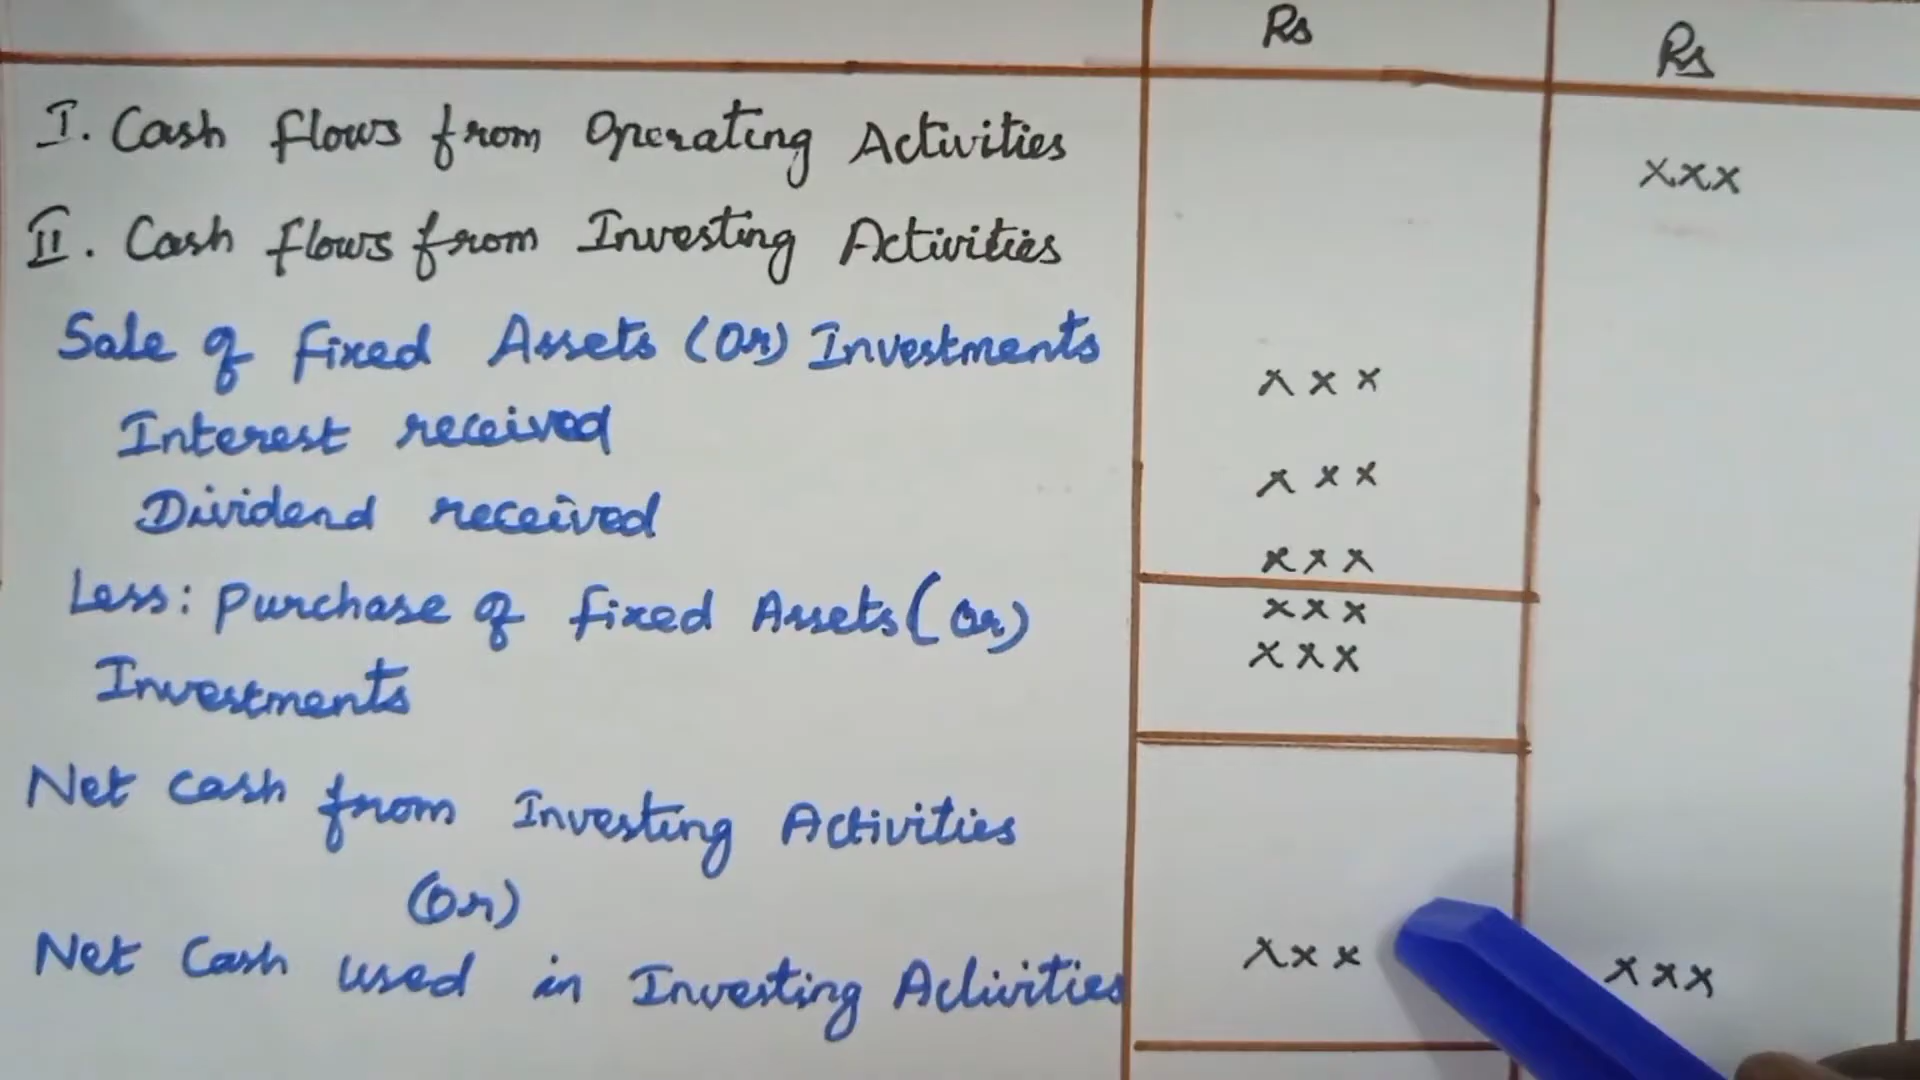 Rs Rs
I. Cash flows from Operating Activities xxx
II. Cash flows from Investing Activities
Sale of fixed Assets (or) Investments xxx
Interest received xxx
Dividend received xxx
xxx
Less: purchase of fixed Assets (or) xxx
Investments
Net cash from Investing Activities
(or)
Net Cash used in Investing Activities xxx xxx